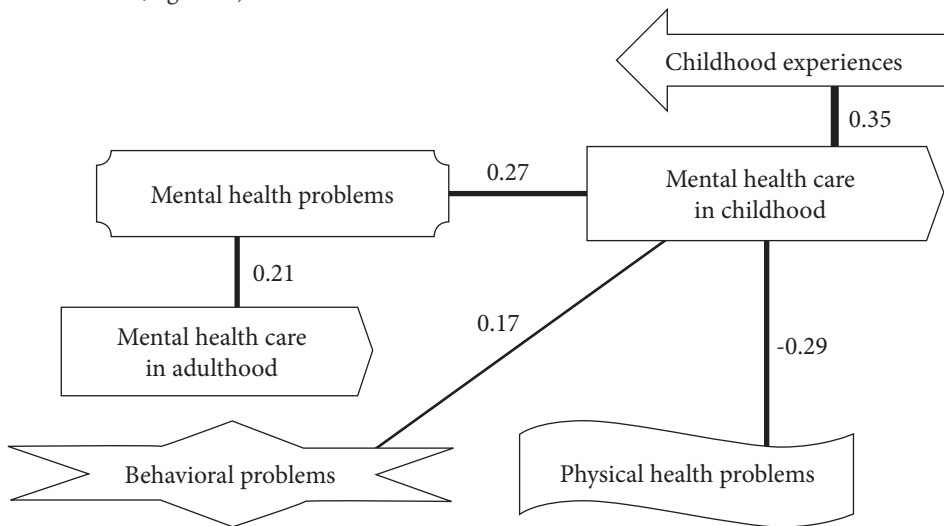 Childhood experiences
0.35
Mental health care
in childhood
0.27
Mental health problems
0.21
Mental health care
in adulthood
0.17
-0.29
Behavioral problems
Physical health problems